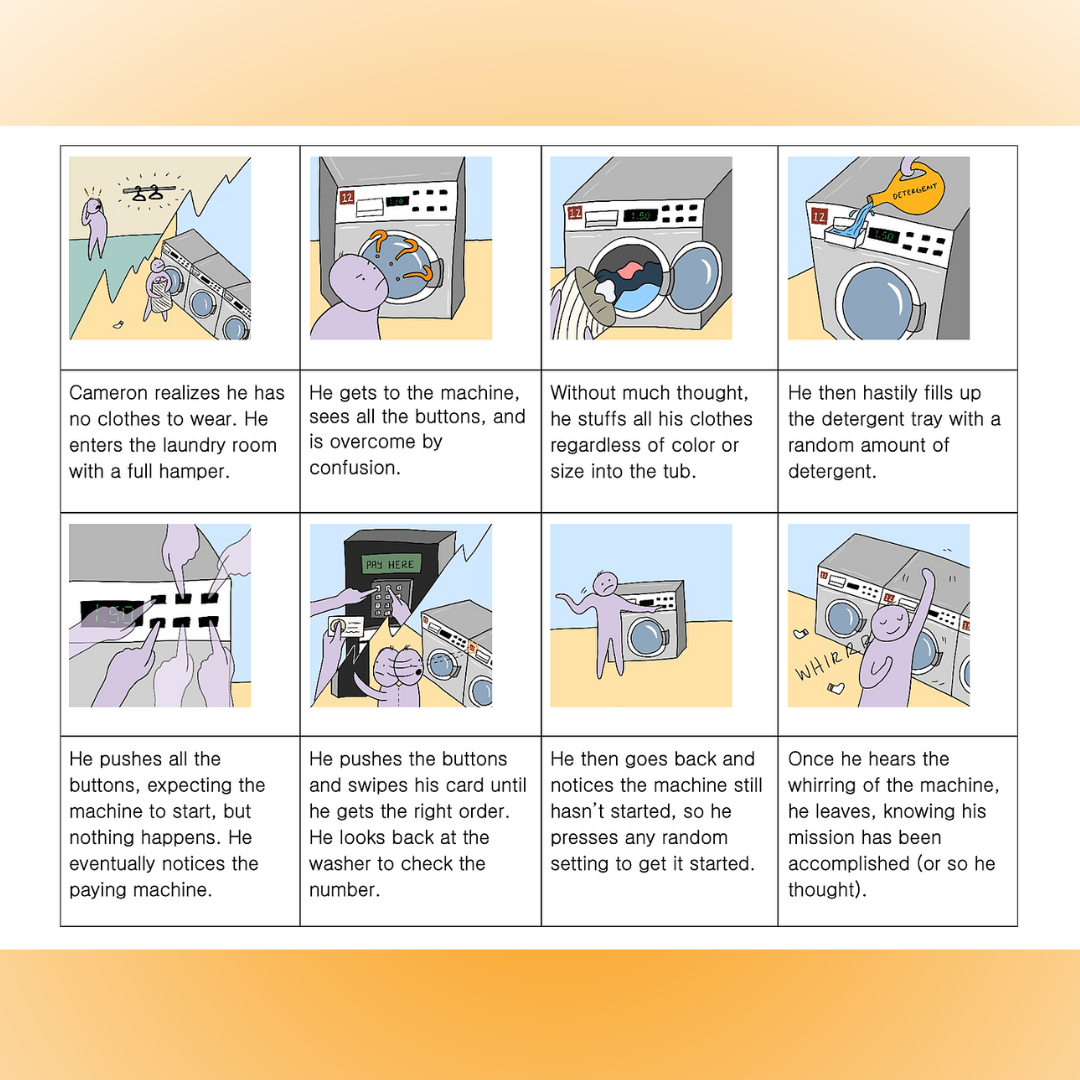 12
1:50
12
1:50
DETERGENT
12
1:50
Cameron realizes he has
no clothes to wear. He
enters the laundry room
with a full hamper.
He gets to the machine,
sees all the buttons, and
is overcome by
confusion.
Without much thought,
he stuffs all his clothes
regardless of color or
size into the tub.
He then hastily fills up
the detergent tray with a
random amount of
detergent.
1:50
PAY HERE
12
WHIRRRR
He pushes all the
buttons, expecting the
machine to start, but
nothing happens. He
eventually notices the
paying machine.
He pushes the buttons
and swipes his card until
he gets the right order.
He looks back at the
washer to check the
number.
He then goes back and
notices the machine still
hasn't started, so he
presses any random
setting to get it started.
Once he hears the
whirring of the machine,
he leaves, knowing his
mission has been
accomplished (or so he
thought).